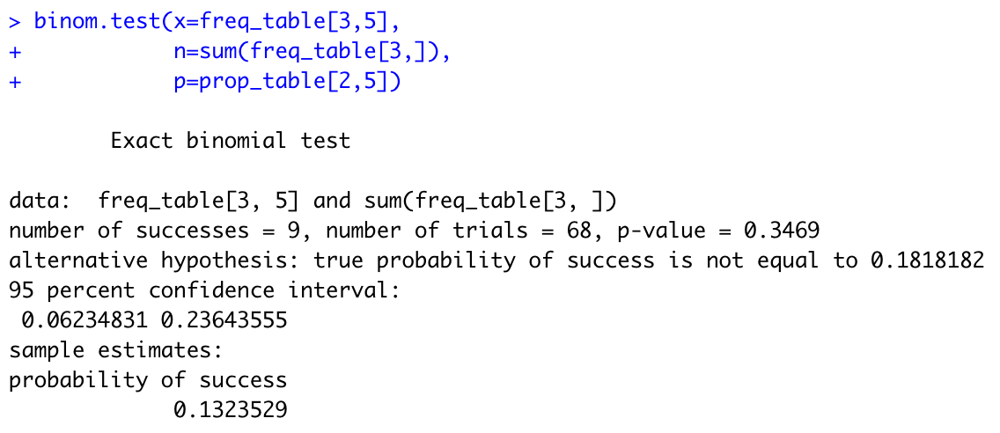 > binom.test(x=freq_table[3,5],
+            n=sum(freq_table[3,]),
+            p=prop_table[2,5])

	Exact binomial test

data:  freq_table[3, 5] and sum(freq_table[3, ])
number of successes = 9, number of trials = 68, p-value = 0.3469
alternative hypothesis: true probability of success is not equal to 0.1818182
95 percent confidence interval:
 0.06234831 0.23643555
sample estimates:
probability of success
             0.1323529